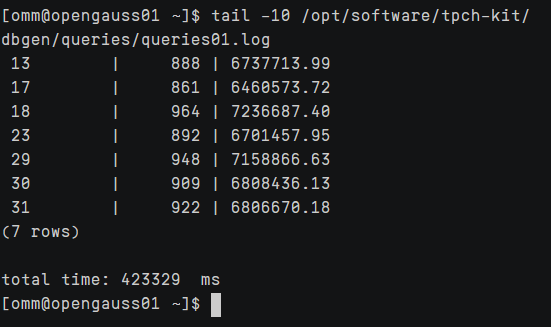 [omm@opengauss01 ~]$ tail -10 /opt/software/tpch-kit/
dbgen/queries/queries01.log
 13        |     888 | 6737713.99
 17        |     861 | 6460573.72
 18        |     964 | 7236687.40
 23        |     892 | 6701457.95
 29        |     948 | 7158866.63
 30        |     909 | 6808436.13
 31        |     922 | 6806670.18
(7 rows)

total time: 423329  ms
[omm@opengauss01 ~]$